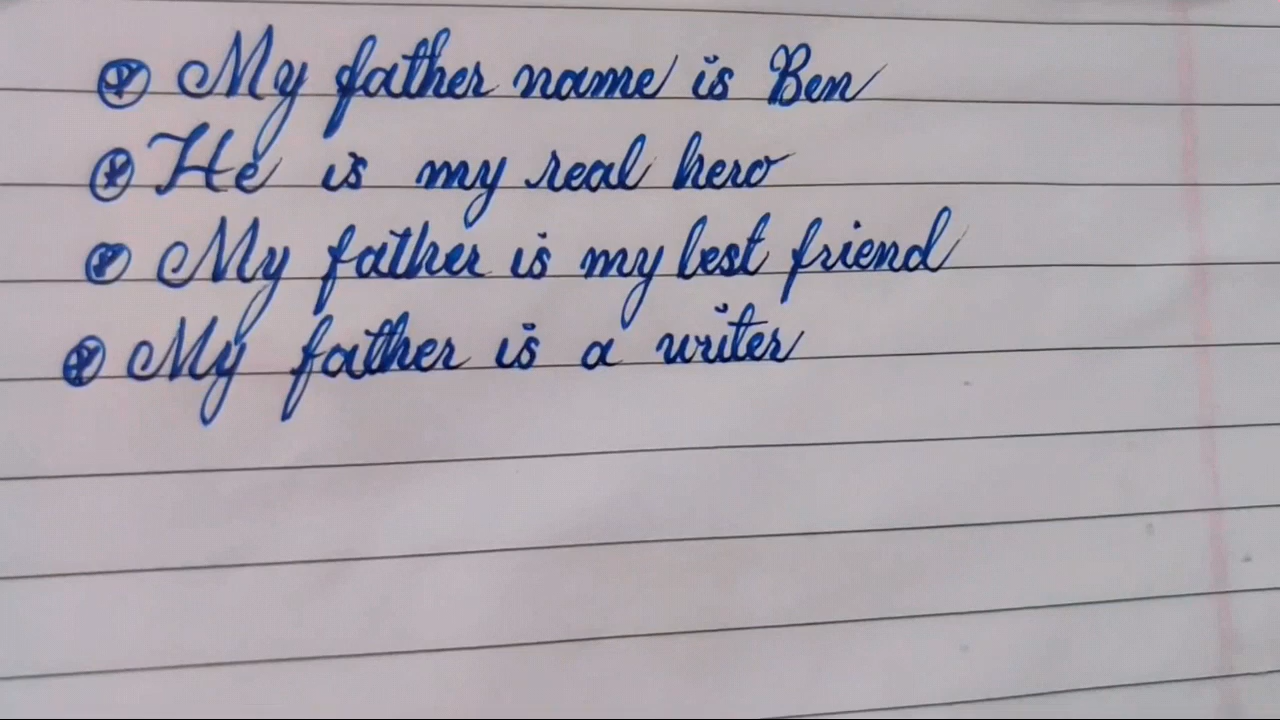 My father name is Ben
He is my real hero
My father is my best friend
My father is a writer